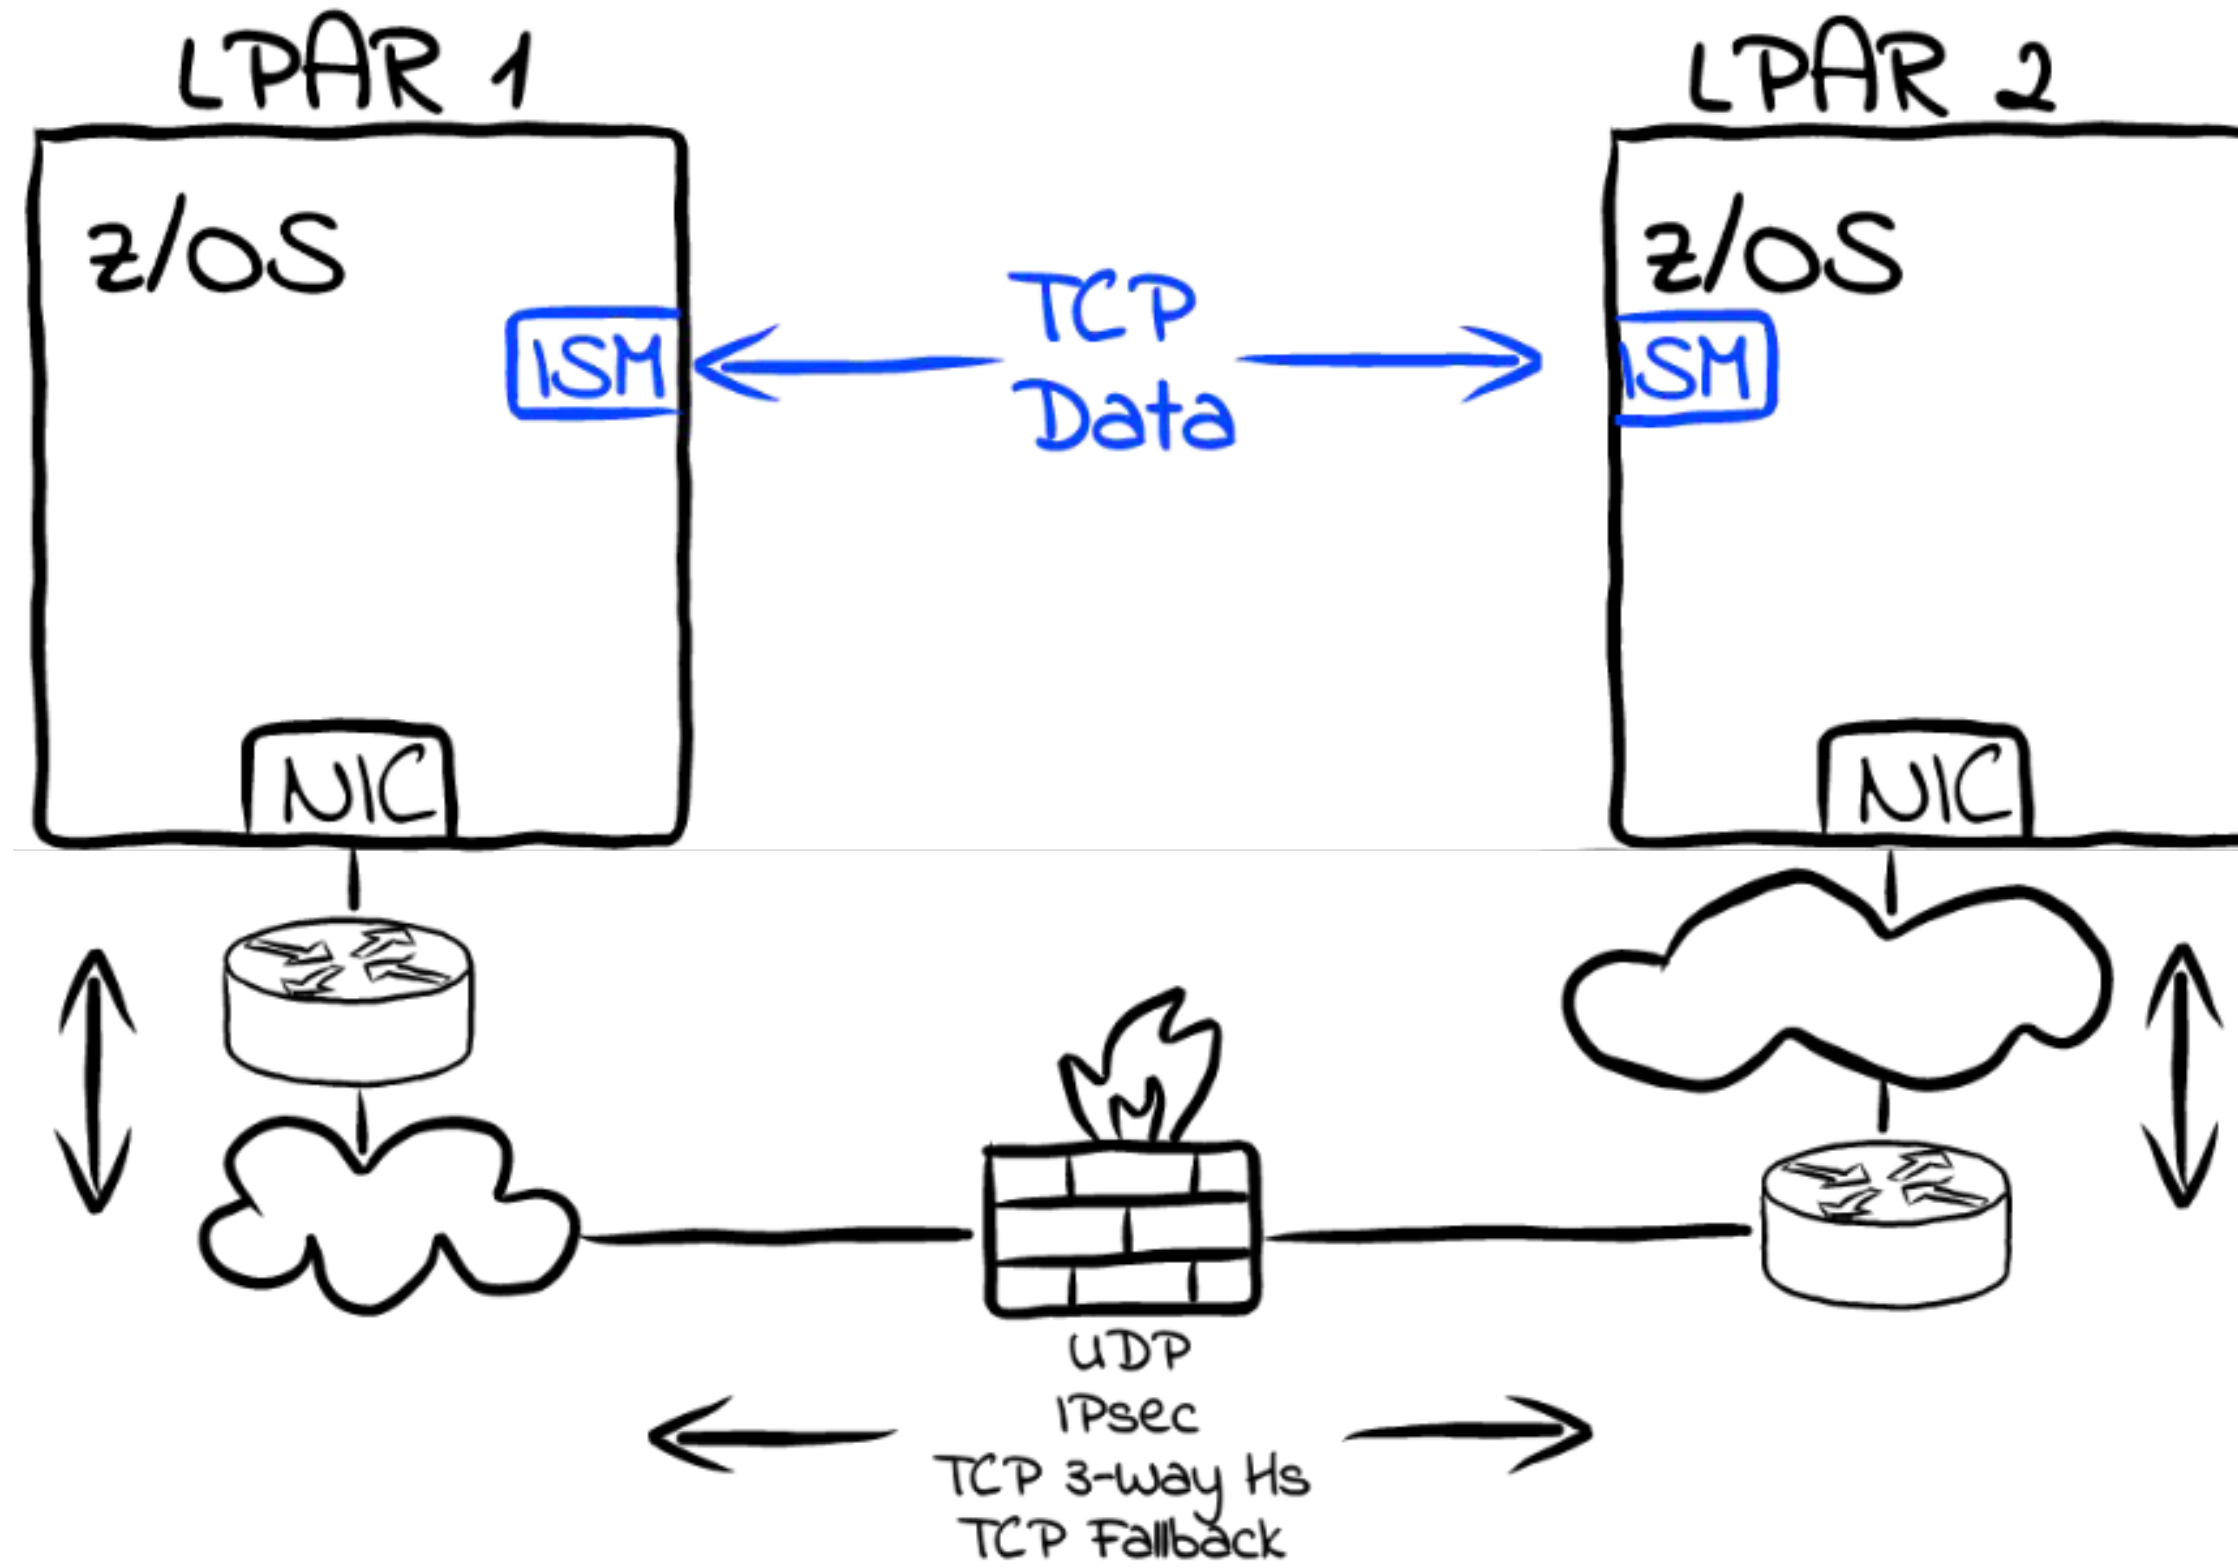 LPAR 1
LPAR 2
z/OS
z/OS
ISM
TCP
Data
ISM
NIC
NIC
UDP
IPsec
TCP 3-way Hs
TCP Fallback